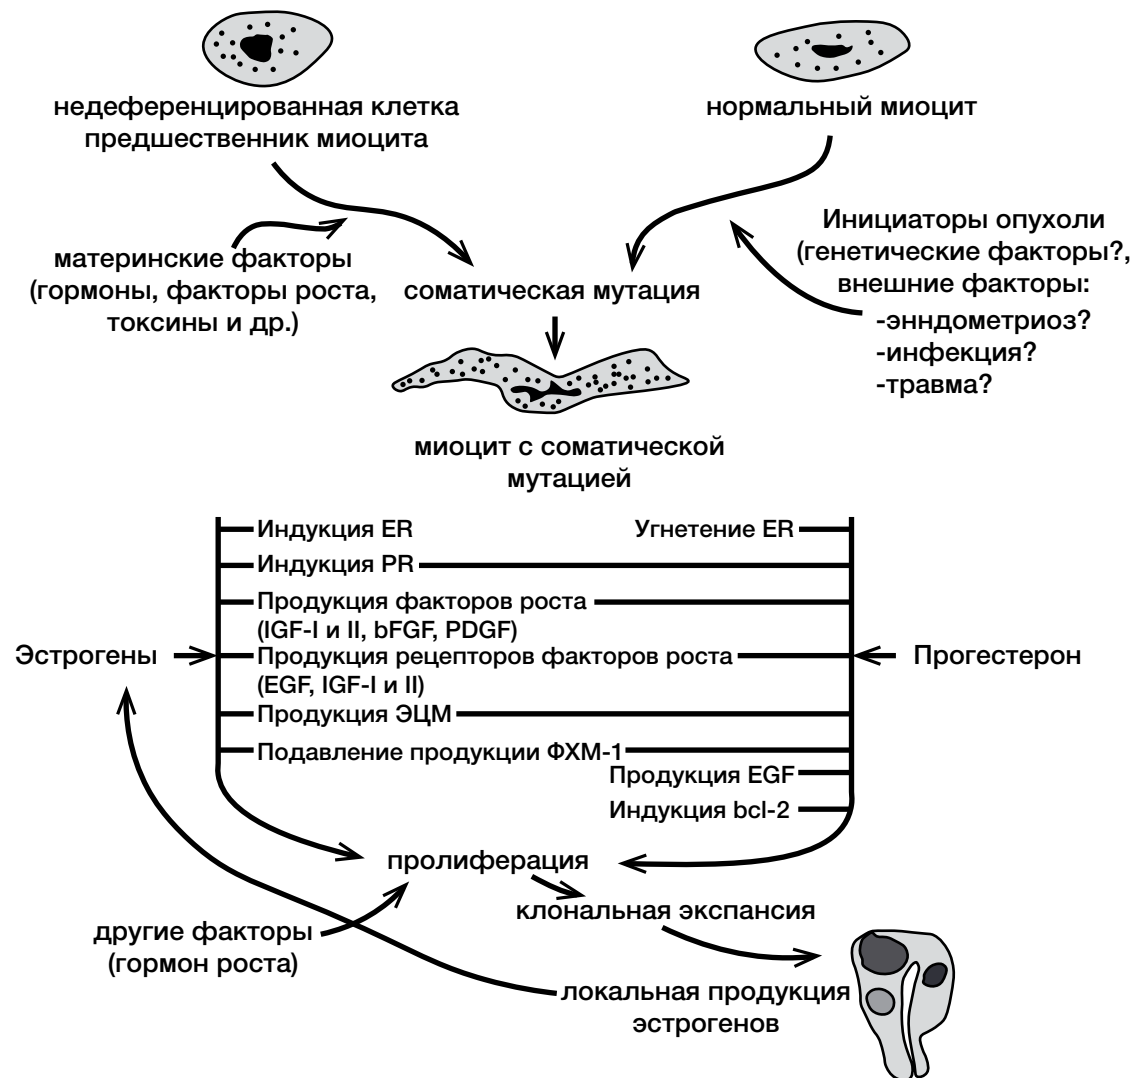 недеференцированная клетка
предшественник миоцита
нормальный миоцит
материнские факторы
(гормоны, факторы роста,
токсины и др.)
соматическая мутация
Инициаторы опухоли
(генетические факторы?,
внешние факторы:
-энндометриоз?
-инфекция?
-травма?
миоцит с соматической
мутацией
Индукция ER
Угнетение ER
Индукция PR
Продукция факторов роста
(IGF-I и II, bFGF, PDGF)
Эстрогены
Продукция рецепторов факторов роста
(EGF, IGF-I и II)
Прогестерон
Продукция ЭЦМ
Подавление продукции ФХМ-1
Продукция EGF
Индукция bcl-2
пролиферация
клональная экспансия
другие факторы
(гормон роста)
локальная продукция
эстрогенов